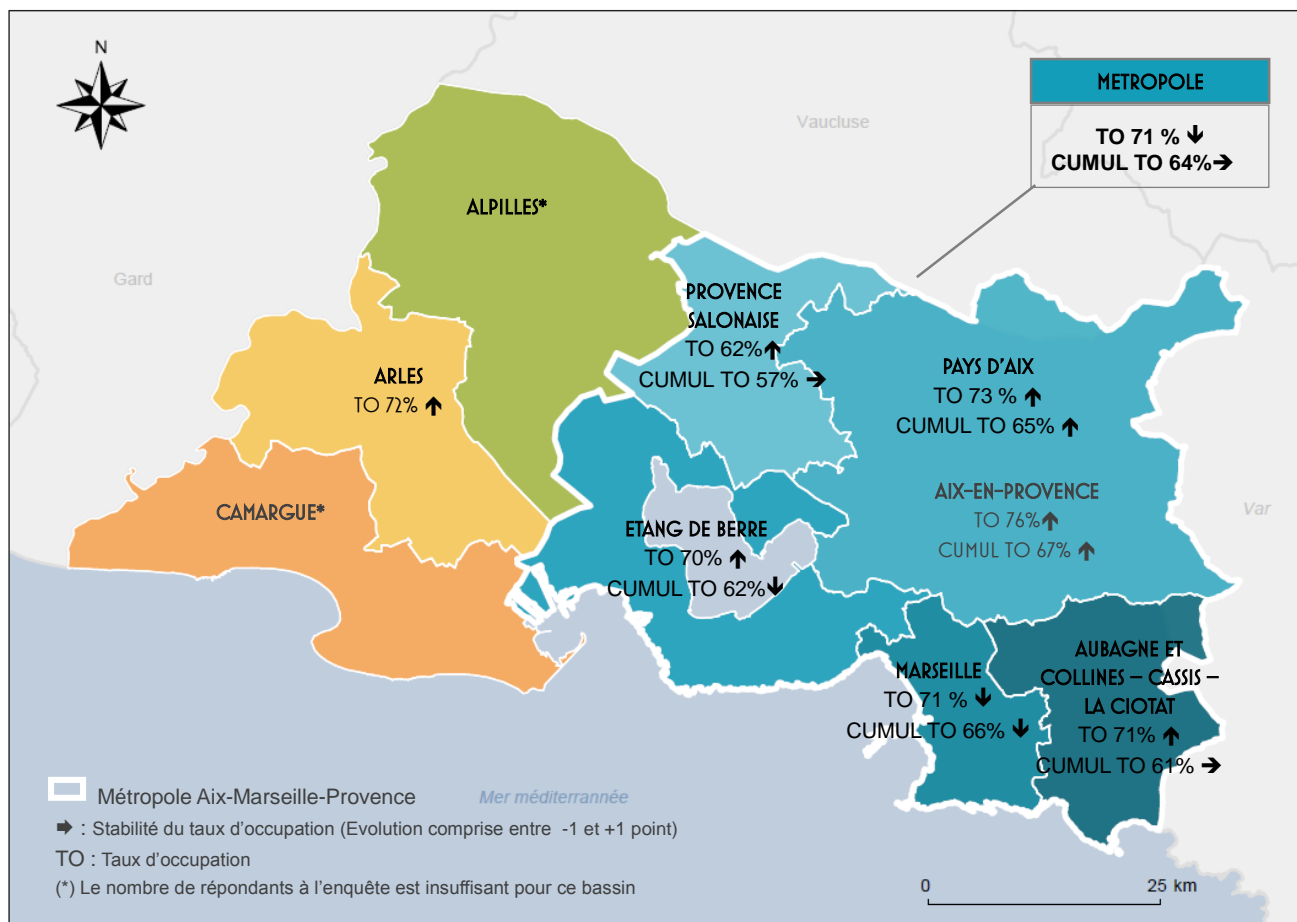 N
METROPOLE
TO 71 % ↓
CUMUL TO 64%→
Vaucluse
ALPILLES*
Gard
PROVENCE
SALONAISE
TO 62%↑
CUMUL TO 57% →
ARLES
TO 72% ↑
PAYS D'AIX
TO 73 % ↑
CUMUL TO 65% ↑
AIX-EN-PROVENCE
TO 76%↑
CUMUL TO 67% ↑
Var
CAMARGUE*
ETANG DE BERRE
TO 70% ↑
CUMUL TO 62%↓
MARSEILLE
TO 71 % ↓
CUMUL TO 66% ↓
AUBAGNE ET
COLLINES – CASSIS –
LA CIOTAT
TO 71% ↑
CUMUL TO 61% →
Métropole Aix-Marseille-Provence
Mer méditerrannée
➡ : Stabilité du taux d'occupation (Evolution comprise entre -1 et +1 point)
TO : Taux d'occupation
(*) Le nombre de répondants à l'enquête est insuffisant pour ce bassin
0 25 km